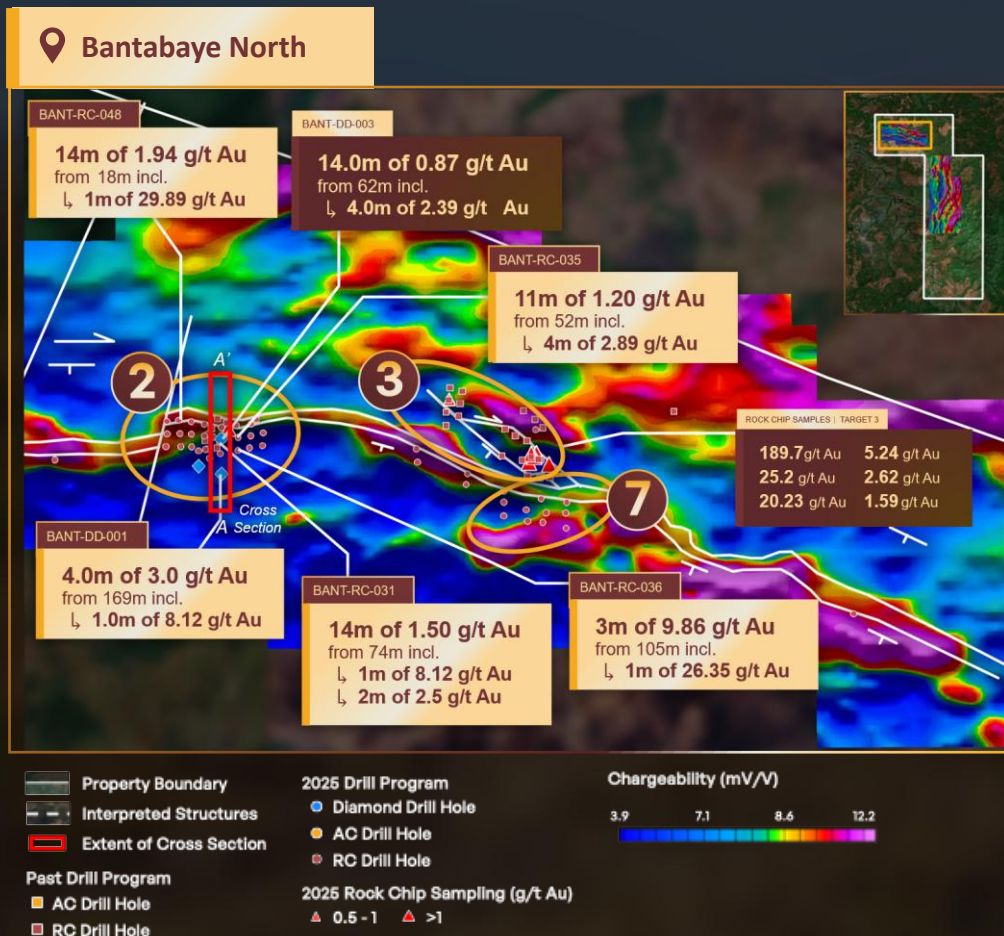 Bantabaye North
BANT-RC-048
14m of 1.94 g/t Au
from 18m incl.
↳ 1m of 29.89 g/t Au
BANT-DD-003
14.0m of 0.87 g/t Au
from 62m incl.
↳ 4.0m of 2.39 g/t Au
BANT-RC-035
11m of 1.20 g/t Au
from 52m incl.
↳ 4m of 2.89 g/t Au
2
A'
3
7
A
Cross
Section
ROCK CHIP SAMPLES | TARGET 3
189.7g/t Au 5.24 g/t Au
25.2 g/t Au 2.62 g/t Au
20.23 g/t Au 1.59 g/t Au
BANT-DD-001
4.0m of 3.0 g/t Au
from 169m incl.
↳ 1.0m of 8.12 g/t Au
BANT-RC-031
14m of 1.50 g/t Au
from 74m incl.
↳ 1m of 8.12 g/t Au
↳ 2m of 2.5 g/t Au
BANT-RC-036
3m of 9.86 g/t Au
from 105m incl.
↳ 1m of 26.35 g/t Au
Property Boundary
Interpreted Structures
Extent of Cross Section
Past Drill Program
AC Drill Hole
RC Drill Hole
2025 Drill Program
Diamond Drill Hole
AC Drill Hole
RC Drill Hole
2025 Rock Chip Sampling (g/t Au)
0.5 - 1 >1
Chargeability (mV/V)
3.9 7.1 8.6 12.2